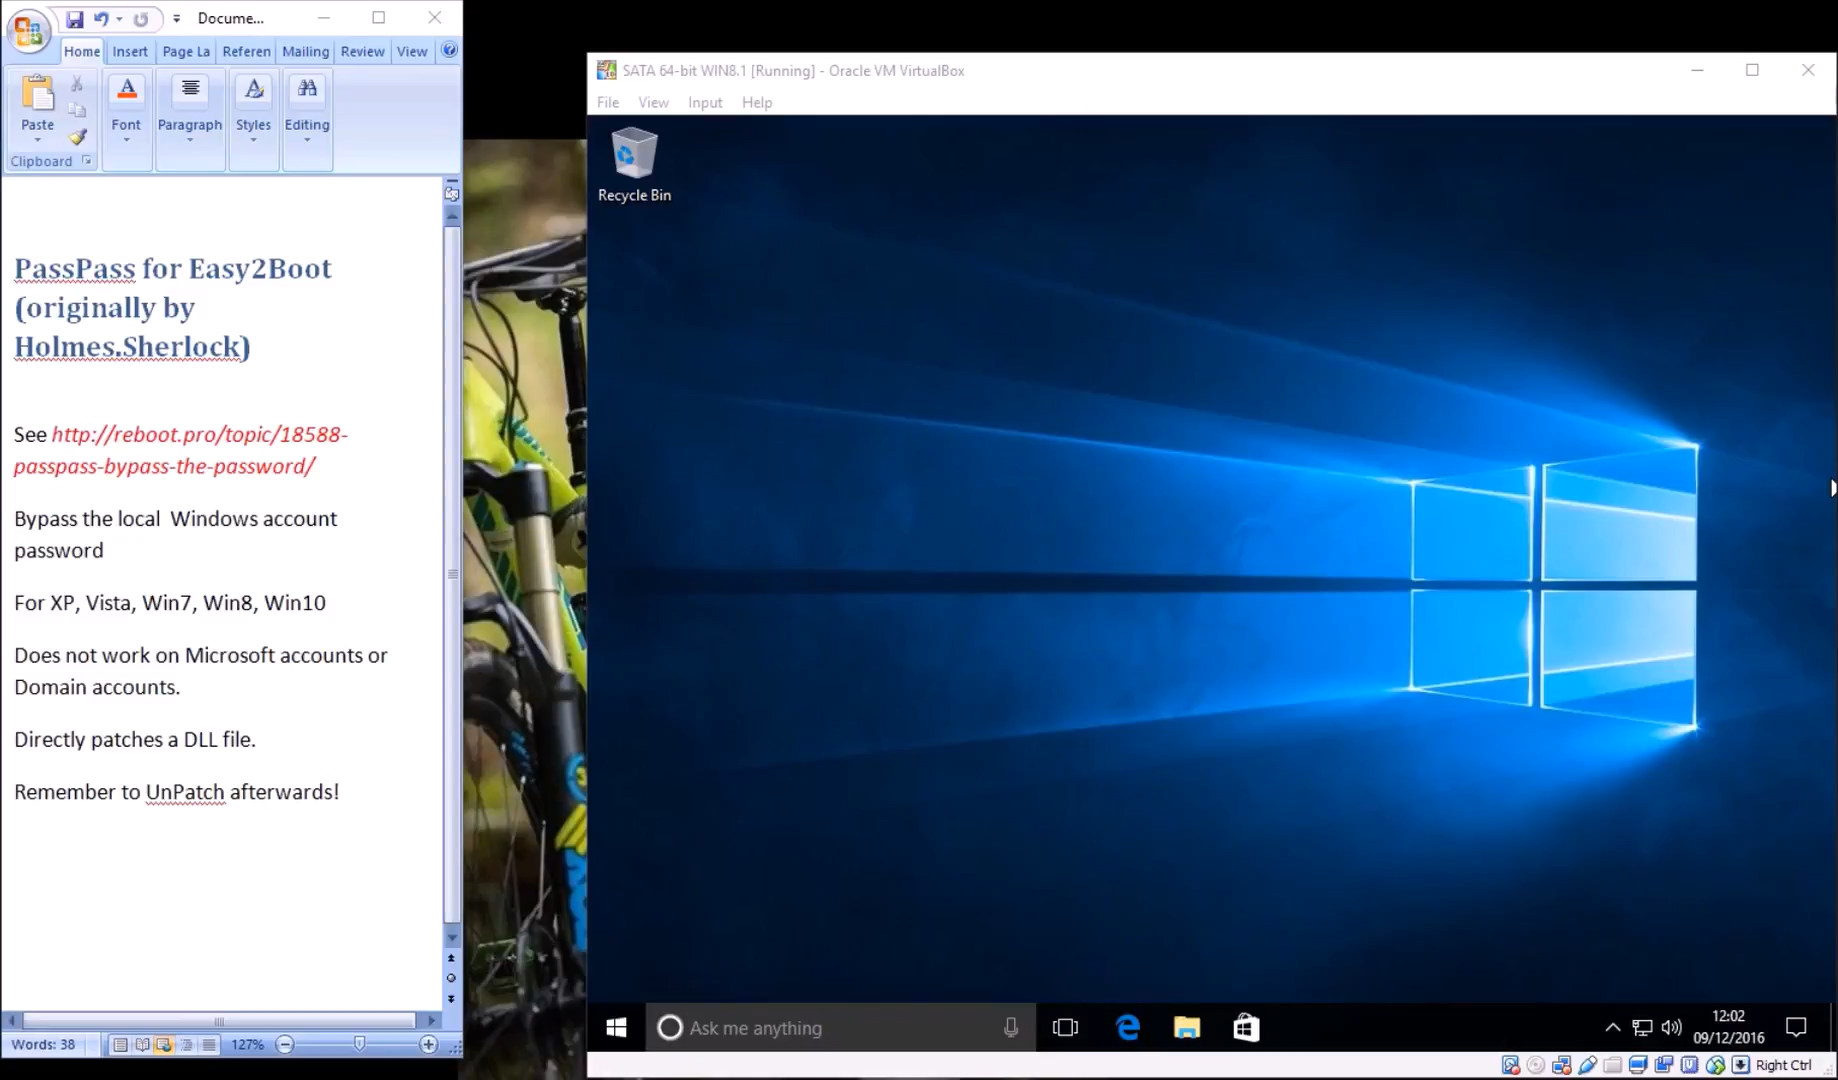 Docume...
Home Insert Page La Referen Mailing Review View
Paste
Font
Paragraph
Styles
Editing
Clipboard
PassPass for Easy2Boot
(originally by
Holmes.Sherlock)
See http://reboot.pro/topic/18588-
passpass-bypass-the-password/
Bypass the local  Windows account
password
For XP, Vista, Win7, Win8, Win10
Does not work on Microsoft accounts or
Domain accounts.
Directly patches a DLL file.
Remember to UnPatch afterwards!
Words: 38
127%
SATA 64-bit WIN8.1 [Running] - Oracle VM VirtualBox
File View Input Help
Recycle Bin
Ask me anything
12:02
09/12/2016
Right Ctrl